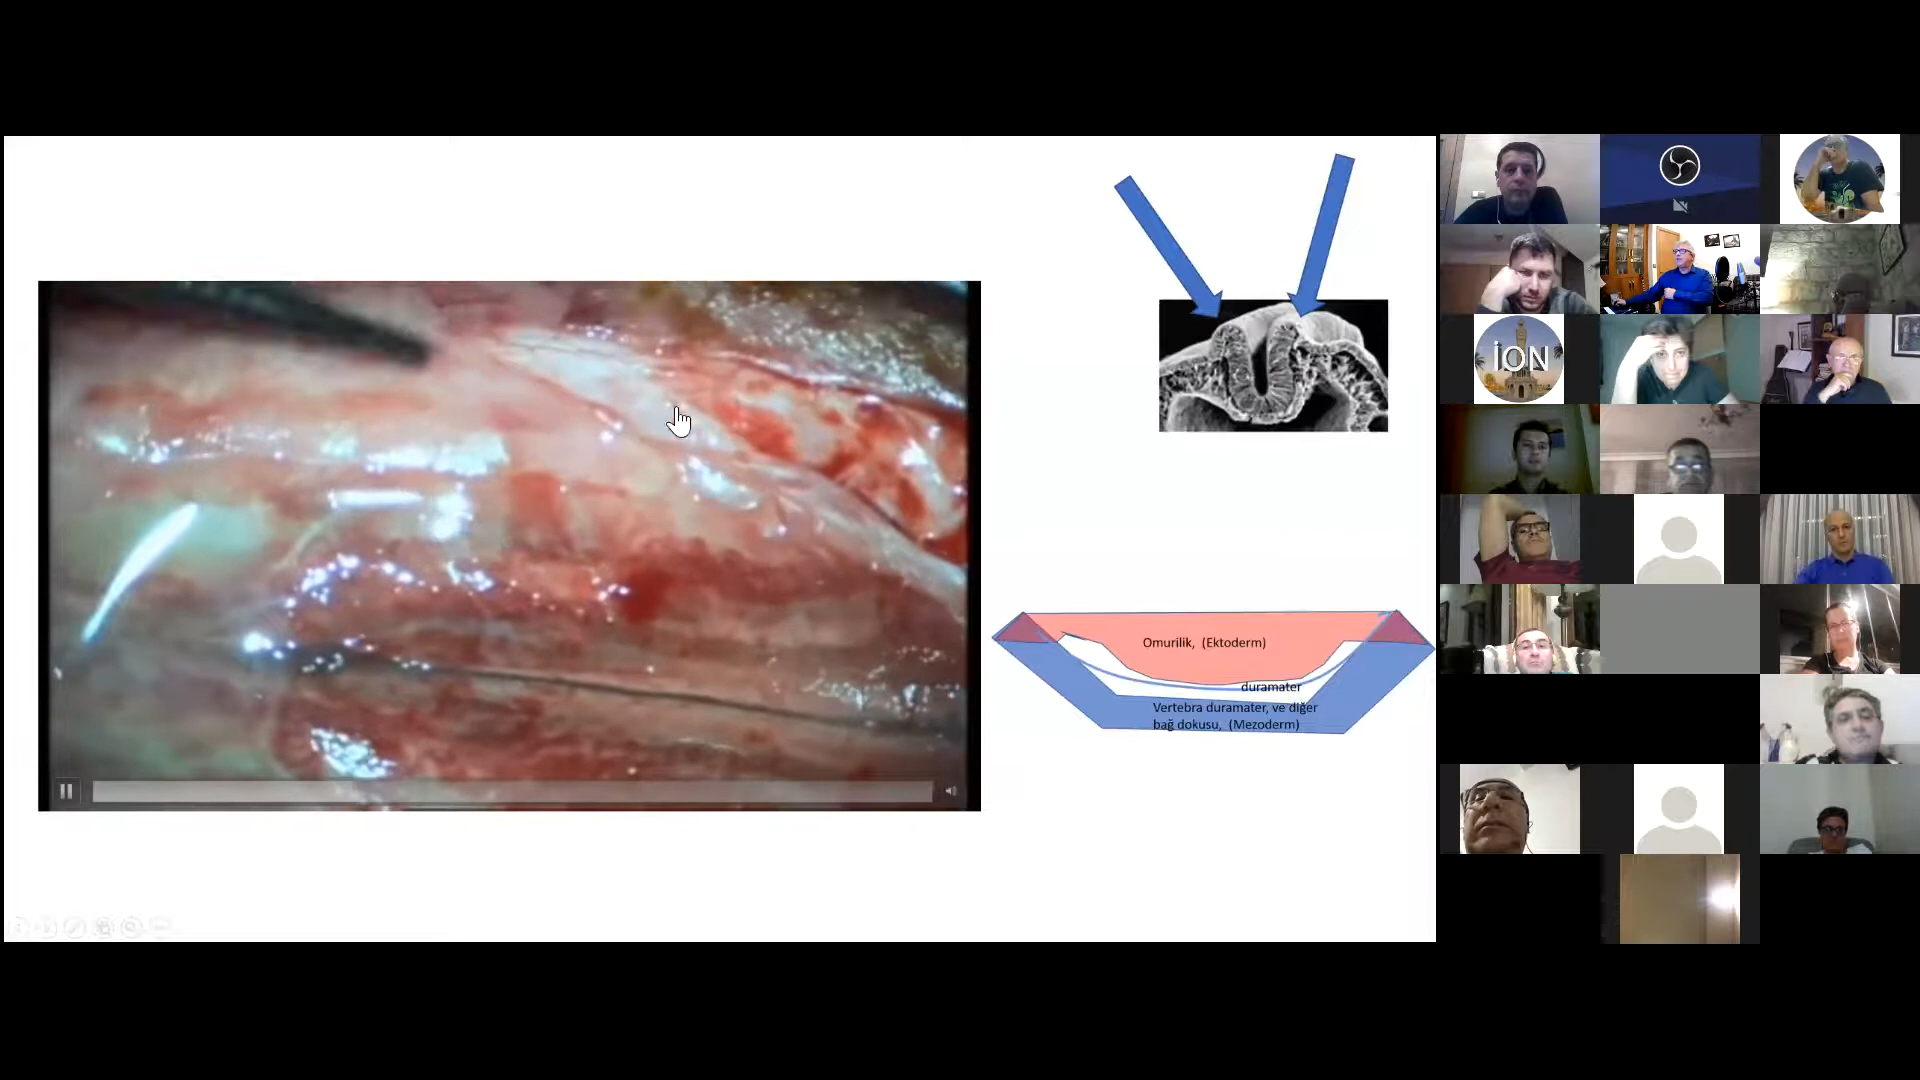 İON
Omurilik, (Ektoderm)
duramater
Vertebra duramater, ve diğer
bağ dokusu, (Mezoderm)